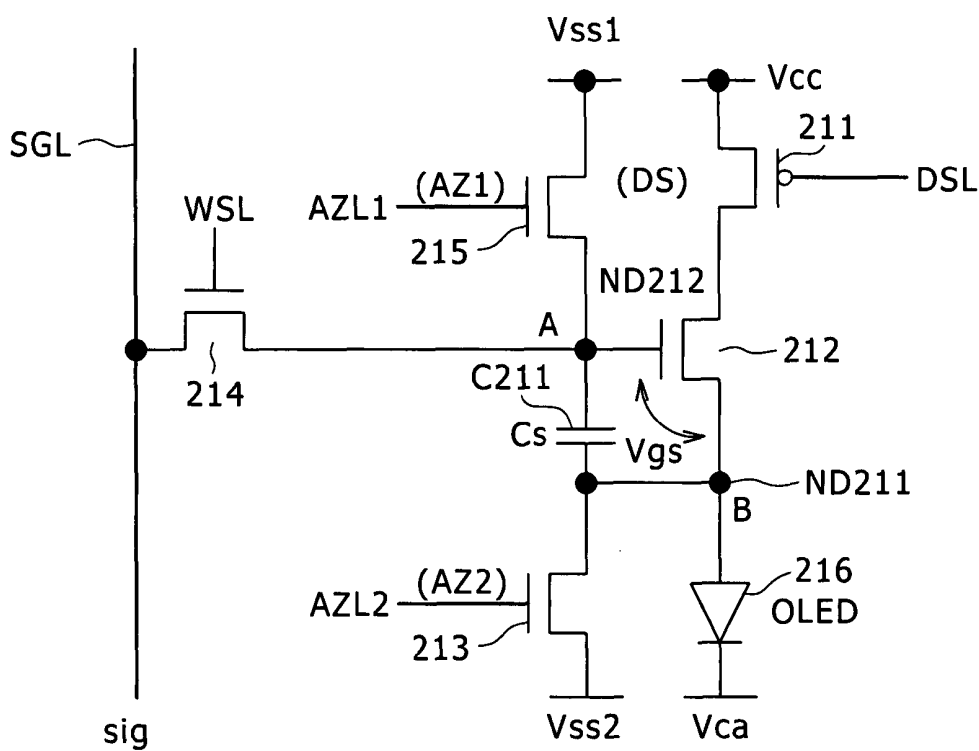 Vss1
Vcc
SGL
211
(AZ1)
(DS)
DSL
AZL1
WSL
215
ND212
A
212
214
C211
Cs
Vgs
ND211
B
(AZ2)
216
AZL2
OLED
213
sig
Vss2
Vca